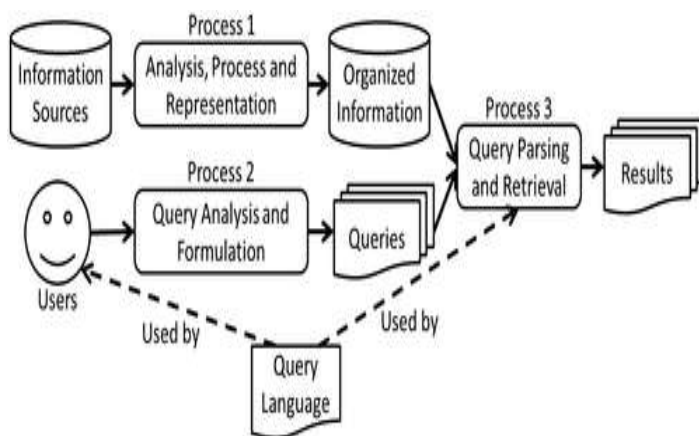 Process 1
Information
Sources
Analysis, Process and
Representation
Organized
Information
Process 3
Query Parsing
and Retrieval
Results
Process 2
Query Analysis and
Formulation
Queries
Users
Used by
Used by
Query
Language